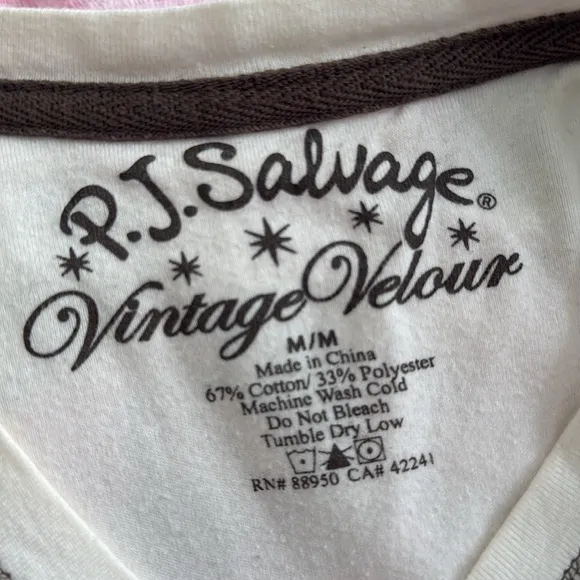 P.J. Salvage®
Vintage Velour
M/M
Made in China
67% Cotton/ 33% Polyester
Machine Wash Cold
Do Not Bleach
Tumble Dry Low
RN# 88950 CA# 42241